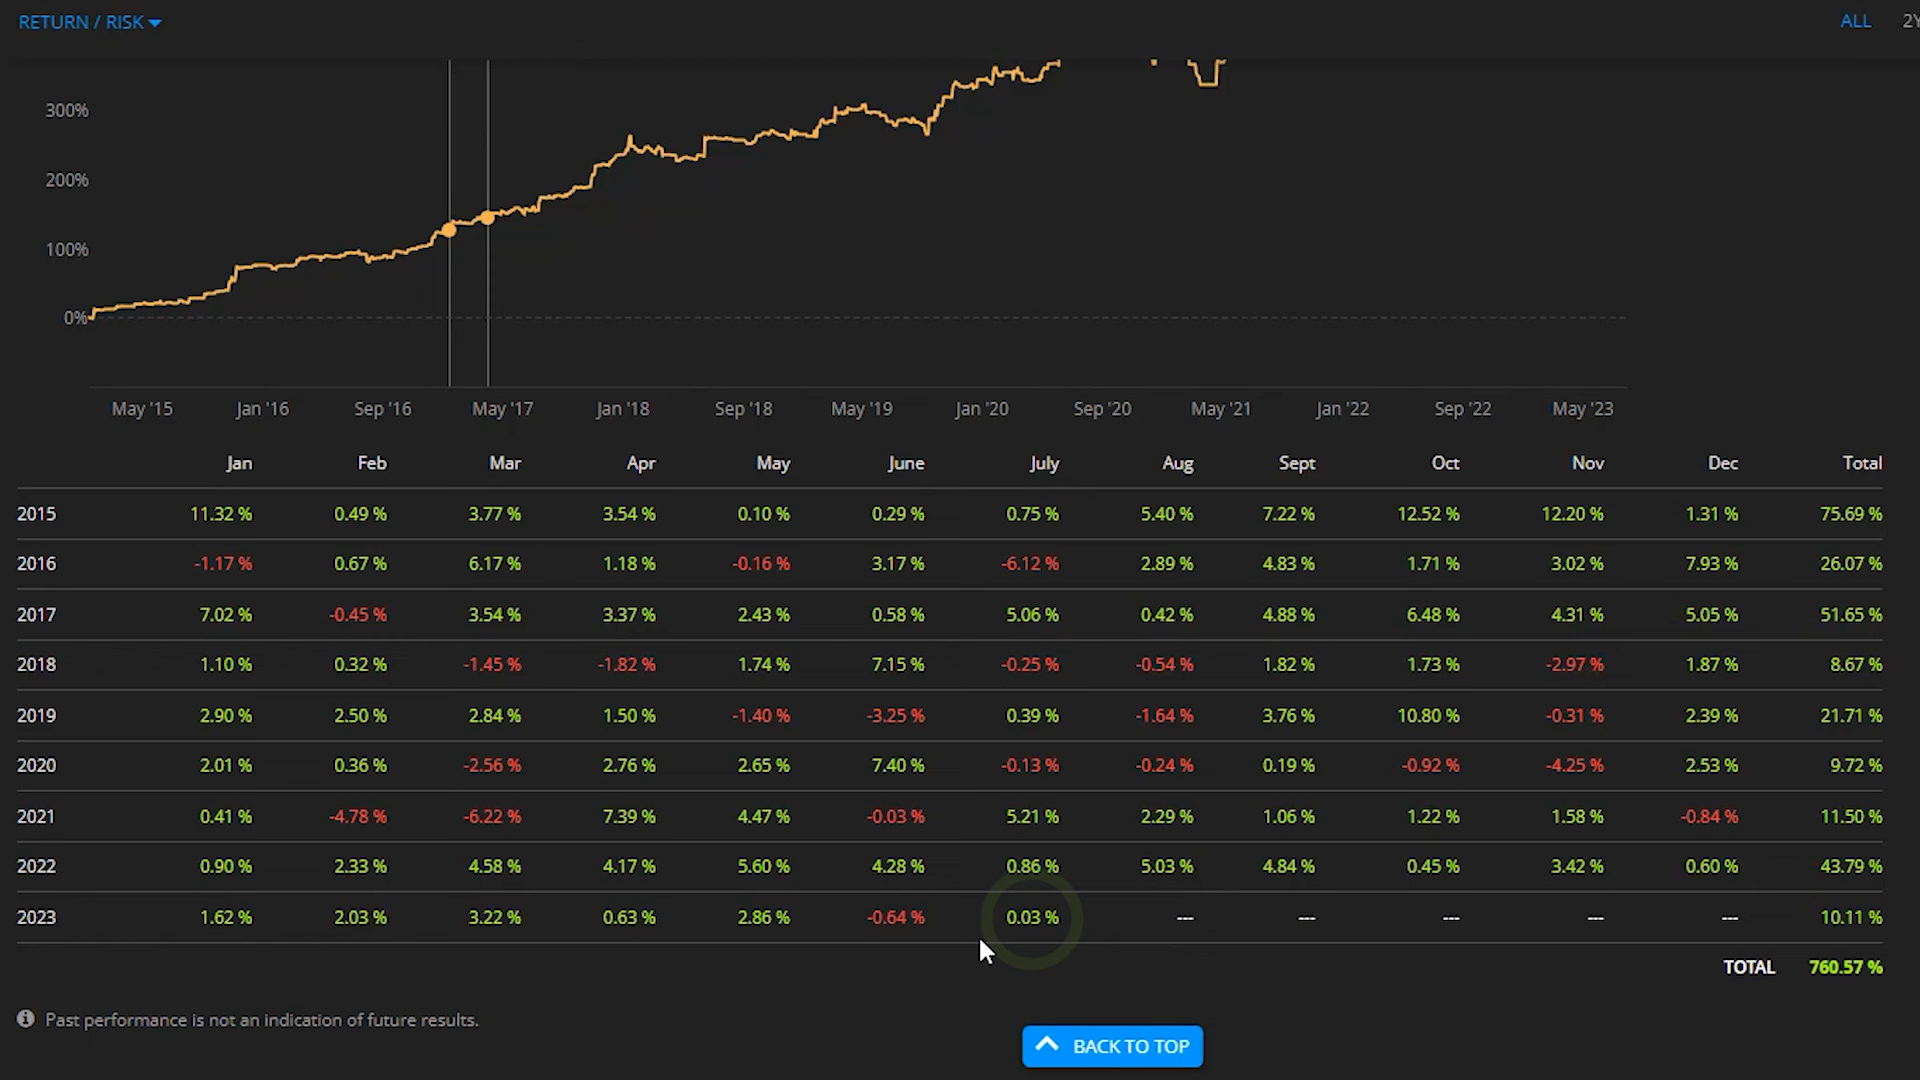 RETURN / RISK ALL 2Y
300%
200%
100%
0%
May '15 Jan '16 Sep '16 May '17 Jan '18 Sep '18 May '19 Jan '20 Sep '20 May '21 Jan '22 Sep '22 May '23
Jan Feb Mar Apr May June July Aug Sept Oct Nov Dec Total
2015 11.32 % 0.49 % 3.77 % 3.54 % 0.10 % 0.29 % 0.75 % 5.40 % 7.22 % 12.52 % 12.20 % 1.31 % 75.69 %
2016 -1.17 % 0.67 % 6.17 % 1.18 % -0.16 % 3.17 % -6.12 % 2.89 % 4.83 % 1.71 % 3.02 % 7.93 % 26.07 %
2017 7.02 % -0.45 % 3.54 % 3.37 % 2.43 % 0.58 % 5.06 % 0.42 % 4.88 % 6.48 % 4.31 % 5.05 % 51.65 %
2018 1.10 % 0.32 % -1.45 % -1.82 % 1.74 % 7.15 % -0.25 % -0.54 % 1.82 % 1.73 % -2.97 % 1.87 % 8.67 %
2019 2.90 % 2.50 % 2.84 % 1.50 % -1.40 % -3.25 % 0.39 % -1.64 % 3.76 % 10.80 % -0.31 % 2.39 % 21.71 %
2020 2.01 % 0.36 % -2.56 % 2.76 % 2.65 % 7.40 % -0.13 % -0.24 % 0.19 % -0.92 % -4.25 % 2.53 % 9.72 %
2021 0.41 % -4.78 % -6.22 % 7.39 % 4.47 % -0.03 % 5.21 % 2.29 % 1.06 % 1.22 % 1.58 % -0.84 % 11.50 %
2022 0.90 % 2.33 % 4.58 % 4.17 % 5.60 % 4.28 % 0.86 % 5.03 % 4.84 % 0.45 % 3.42 % 0.60 % 43.79 %
2023 1.62 % 2.03 % 3.22 % 0.63 % 2.86 % -0.64 % 0.03 % --- --- --- --- --- 10.11 %
TOTAL 760.57 %
Past performance is not an indication of future results.
BACK TO TOP